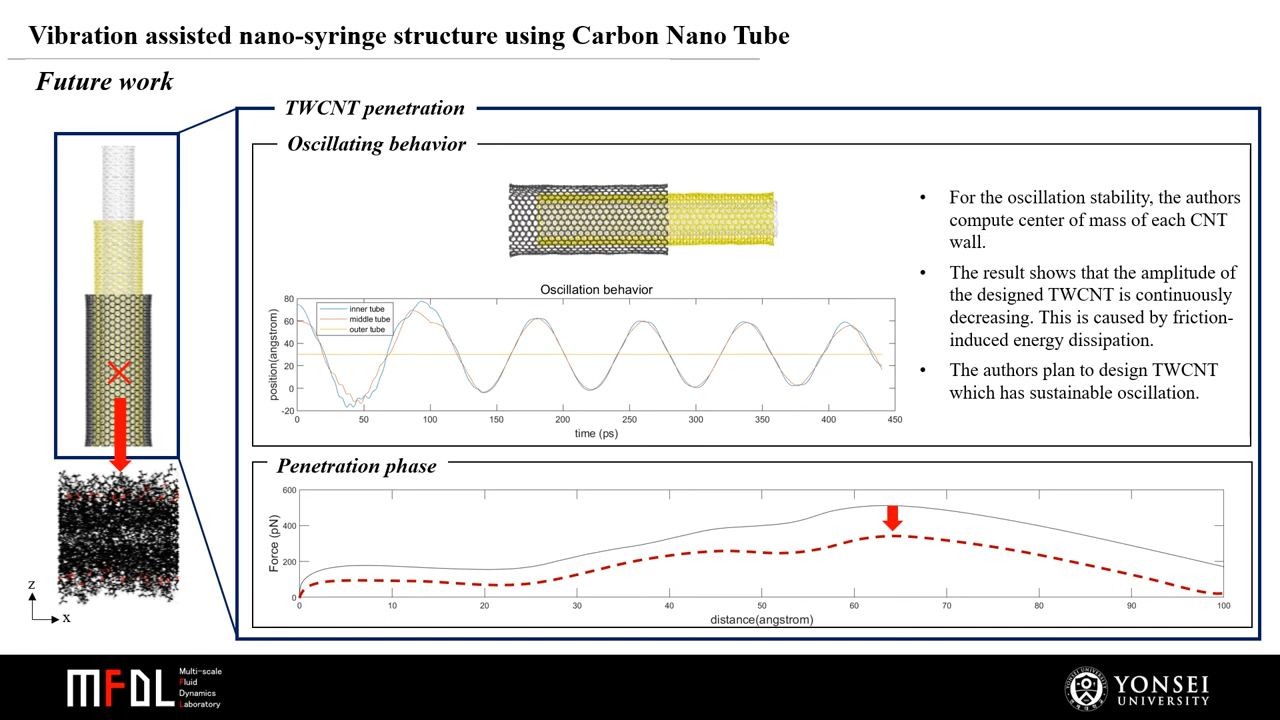 Vibration assisted nano-syringe structure using Carbon Nano Tube
Future work
TWCNT penetration
Oscillating behavior
• For the oscillation stability, the authors
compute center of mass of each CNT
wall.
• The result shows that the amplitude of
the designed TWCNT is continuously
decreasing. This is caused by friction-
induced energy dissipation.
• The authors plan to design TWCNT
which has sustainable oscillation.
Oscillation behavior
inner tube
middle tube
outer tube
position(angstrom)
80
60
40
20
0
-20
0 50 100 150 200 250 300 350 400 450
time (ps)
Penetration phase
Force (pN)
600
400
200
0
0 10 20 30 40 50 60 70 80 90 100
distance(angstrom)
z
x
MFDL
Multi-scale
Fluid
Dynamics
Laboratory
YONSEI
UNIVERSITY